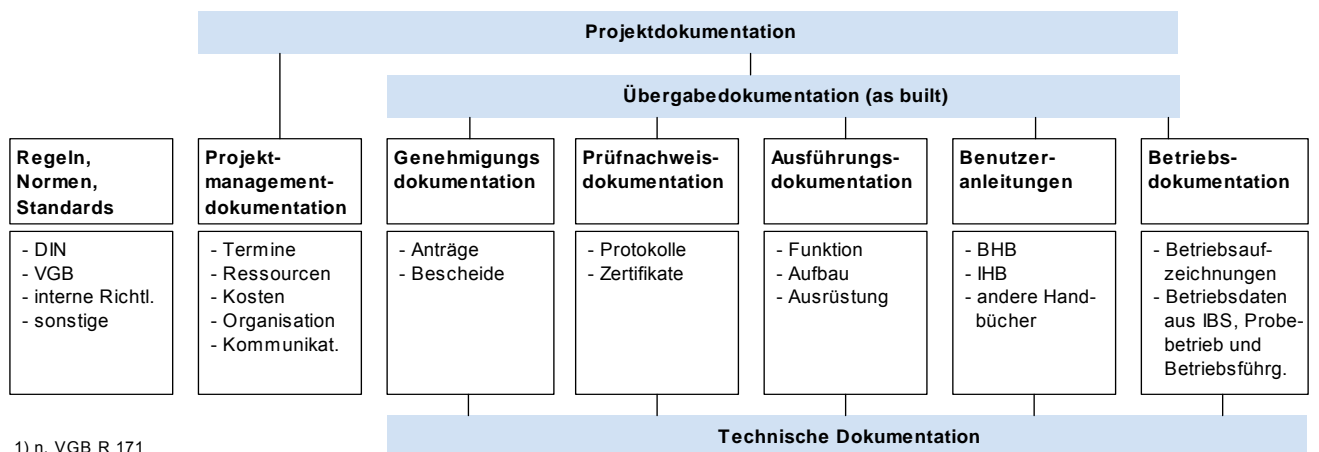 Projektdokumentation
Übergabedokumentation (as built)
Regeln,
Normen,
Standards
- DIN
- VGB
- interne Richtl.
- sonstige
Projekt-
management-
dokumentation
- Termine
- Ressourcen
- Kosten
- Organisation
- Kommunikat.
Genehmigungs
dokumentation
- Anträge
- Bescheide
Prüfnachweis-
dokumentation
- Protokolle
- Zertifikate
Ausführungs-
dokumentation
- Funktion
- Aufbau
- Ausrüstung
Benutzer-
anleitungen
- BHB
- IHB
- andere Hand-
bücher
Betriebs-
dokumentation
- Betriebsauf-
zeichnungen
- Betriebsdaten
aus IBS, Probe-
betrieb und
Betriebsführg.
Technische Dokumentation
1) n. VGB R 171